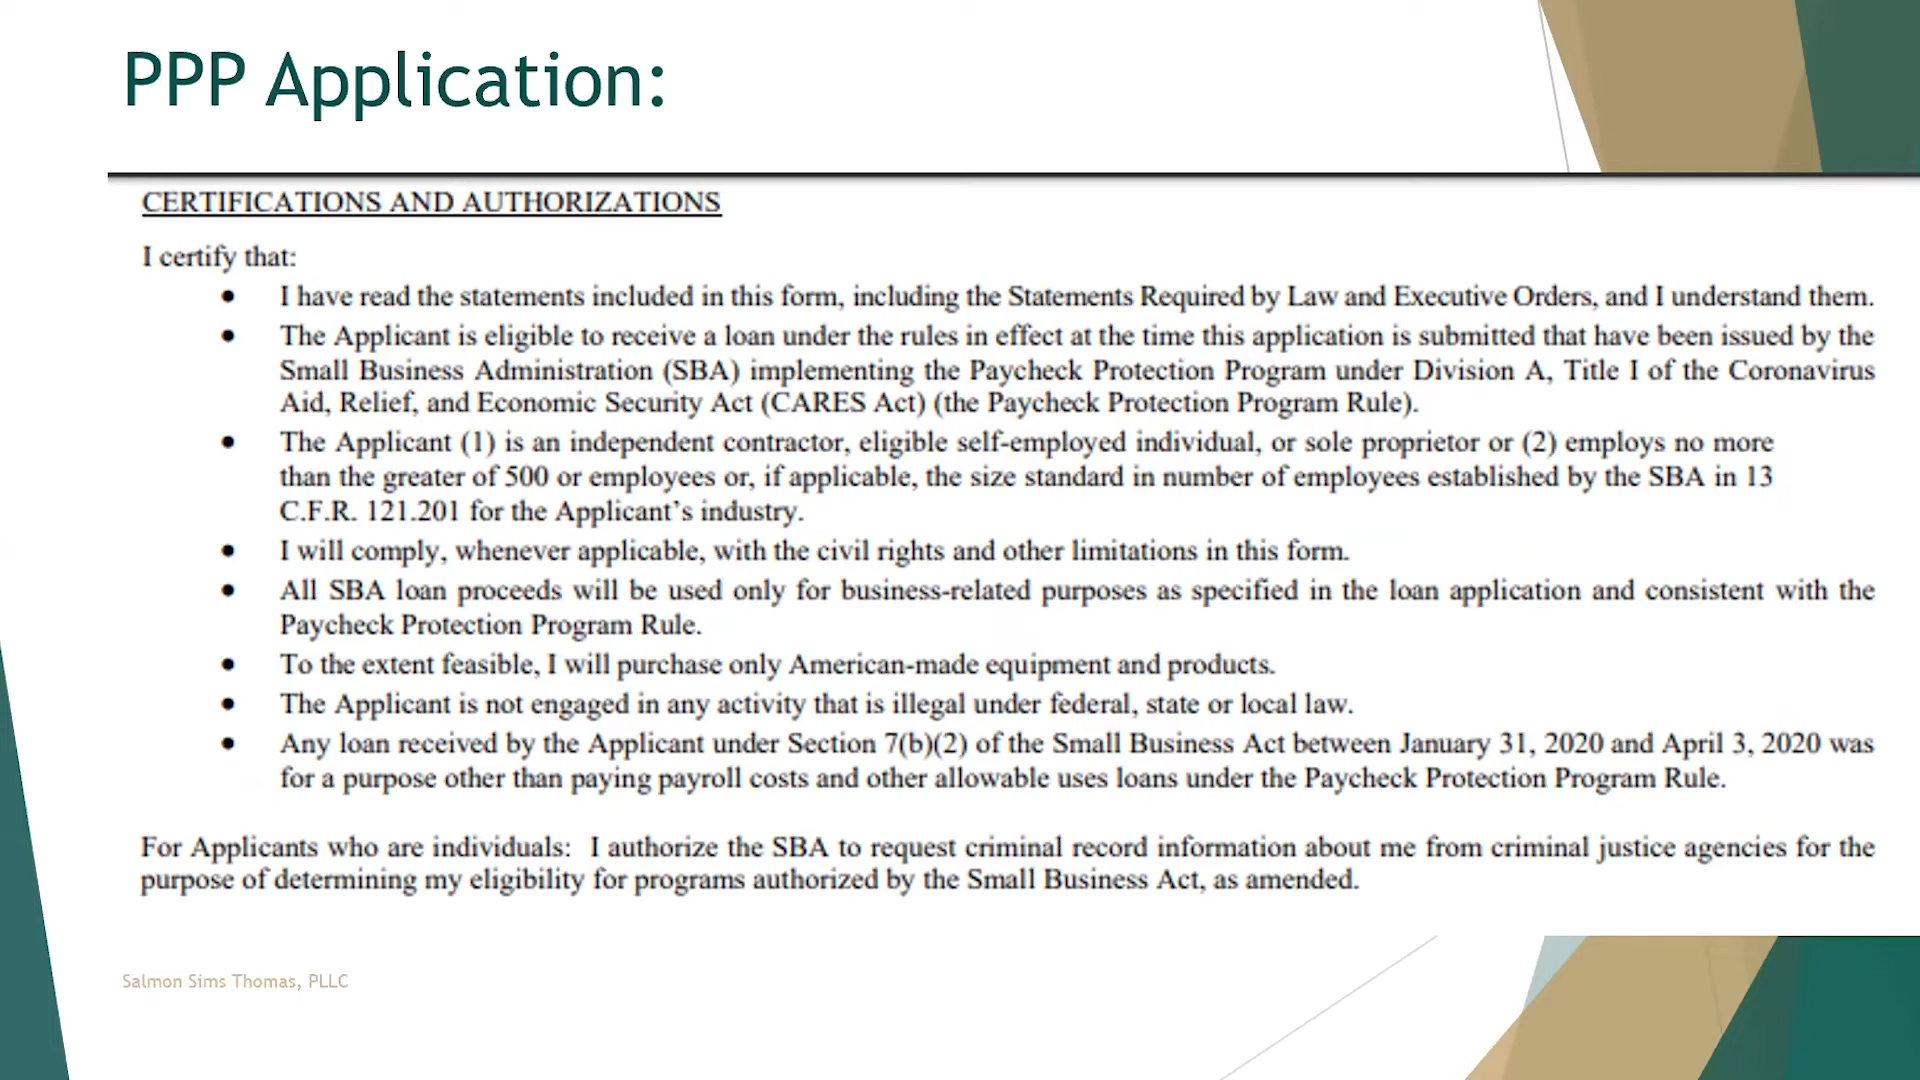 PPP Application:
CERTIFICATIONS AND AUTHORIZATIONS
I certify that:
● I have read the statements included in this form, including the Statements Required by Law and Executive Orders, and I understand them.
● The Applicant is eligible to receive a loan under the rules in effect at the time this application is submitted that have been issued by the
Small Business Administration (SBA) implementing the Paycheck Protection Program under Division A, Title I of the Coronavirus
Aid, Relief, and Economic Security Act (CARES Act) (the Paycheck Protection Program Rule).
● The Applicant (1) is an independent contractor, eligible self-employed individual, or sole proprietor or (2) employs no more
than the greater of 500 or employees or, if applicable, the size standard in number of employees established by the SBA in 13
C.F.R. 121.201 for the Applicant's industry.
● I will comply, whenever applicable, with the civil rights and other limitations in this form.
● All SBA loan proceeds will be used only for business-related purposes as specified in the loan application and consistent with the
Paycheck Protection Program Rule.
● To the extent feasible, I will purchase only American-made equipment and products.
● The Applicant is not engaged in any activity that is illegal under federal, state or local law.
● Any loan received by the Applicant under Section 7(b)(2) of the Small Business Act between January 31, 2020 and April 3, 2020 was
for a purpose other than paying payroll costs and other allowable uses loans under the Paycheck Protection Program Rule.
For Applicants who are individuals: I authorize the SBA to request criminal record information about me from criminal justice agencies for the
purpose of determining my eligibility for programs authorized by the Small Business Act, as amended.
Salmon Sims Thomas, PLLC